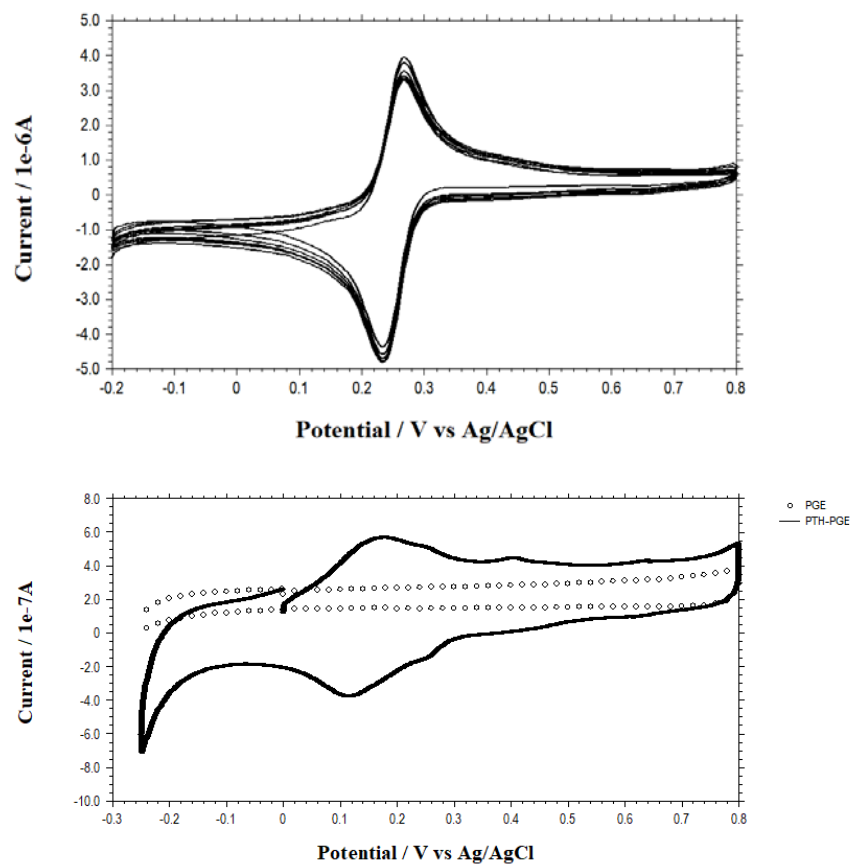 5.0
4.0
3.0
2.0
1.0
0
-1.0
-2.0
-3.0
-4.0
-5.0
Current / 1e-6A
-0.2 -0.1 0 0.1 0.2 0.3 0.4 0.5 0.6 0.7 0.8
Potential / V vs Ag/AgCl
8.0
6.0
4.0
2.0
0
-2.0
-4.0
-6.0
-8.0
-10.0
Current / 1e-7A
-0.3 -0.2 -0.1 0 0.1 0.2 0.3 0.4 0.5 0.6 0.7 0.8
Potential / V vs Ag/AgCl
PGE
PTH-PGE